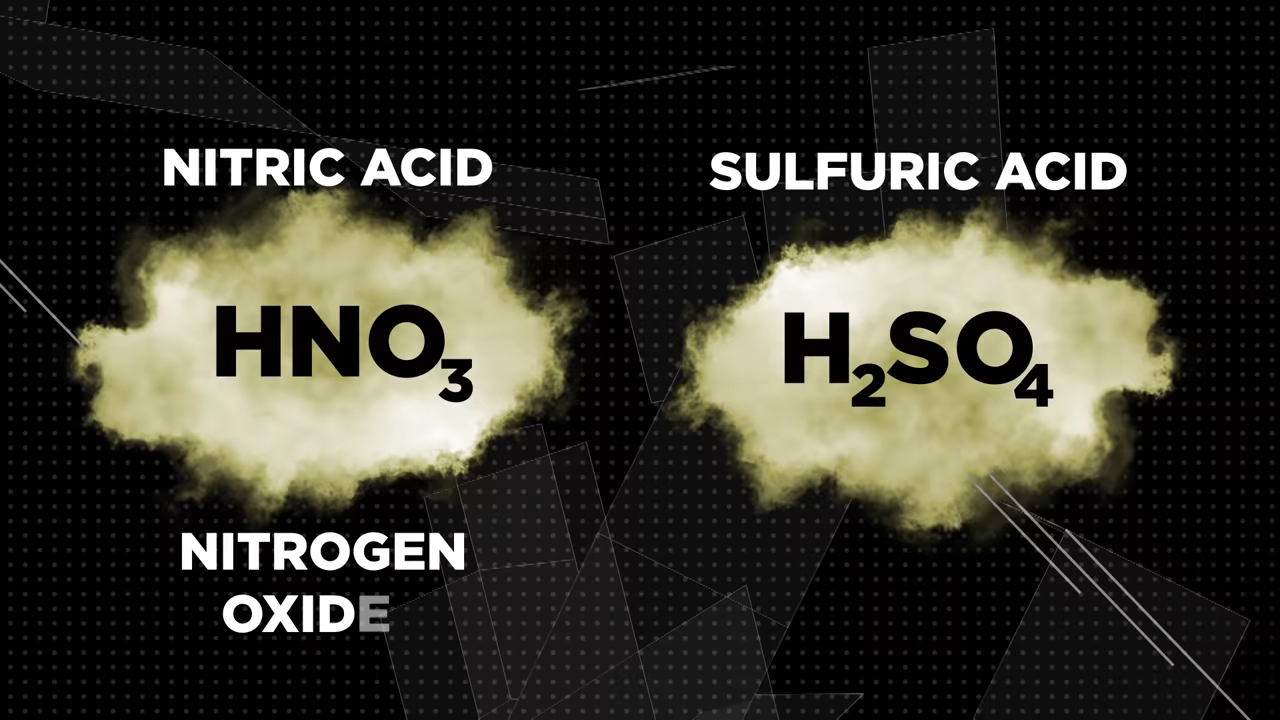 NITRIC ACID
HNO₃
NITROGEN
OXIDE
SULFURIC ACID
H₂SO₄